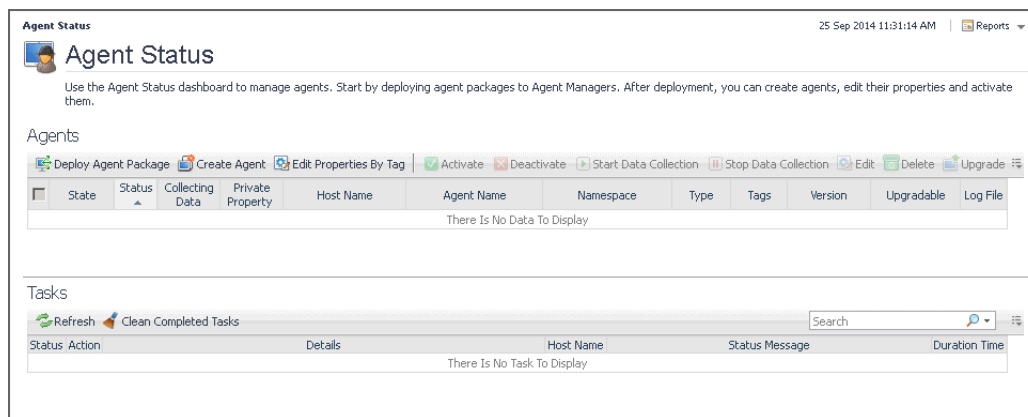 Agent Status
25 Sep 2014 11:31:14 AM | Reports
Agent Status
Use the Agent Status dashboard to manage agents. Start by deploying agent packages to Agent Managers. After deployment, you can create agents, edit their properties and activate
them.
Agents
Deploy Agent Package Create Agent Edit Properties By Tag Activate Deactivate Start Data Collection Stop Data Collection Edit Delete Upgrade
State Status Collecting Data Private Property Host Name Agent Name Namespace Type Tags Version Upgradable Log File
There Is No Data To Display
Tasks
Refresh Clean Completed Tasks Search
Status Action Details Host Name Status Message Duration Time
There Is No Task To Display